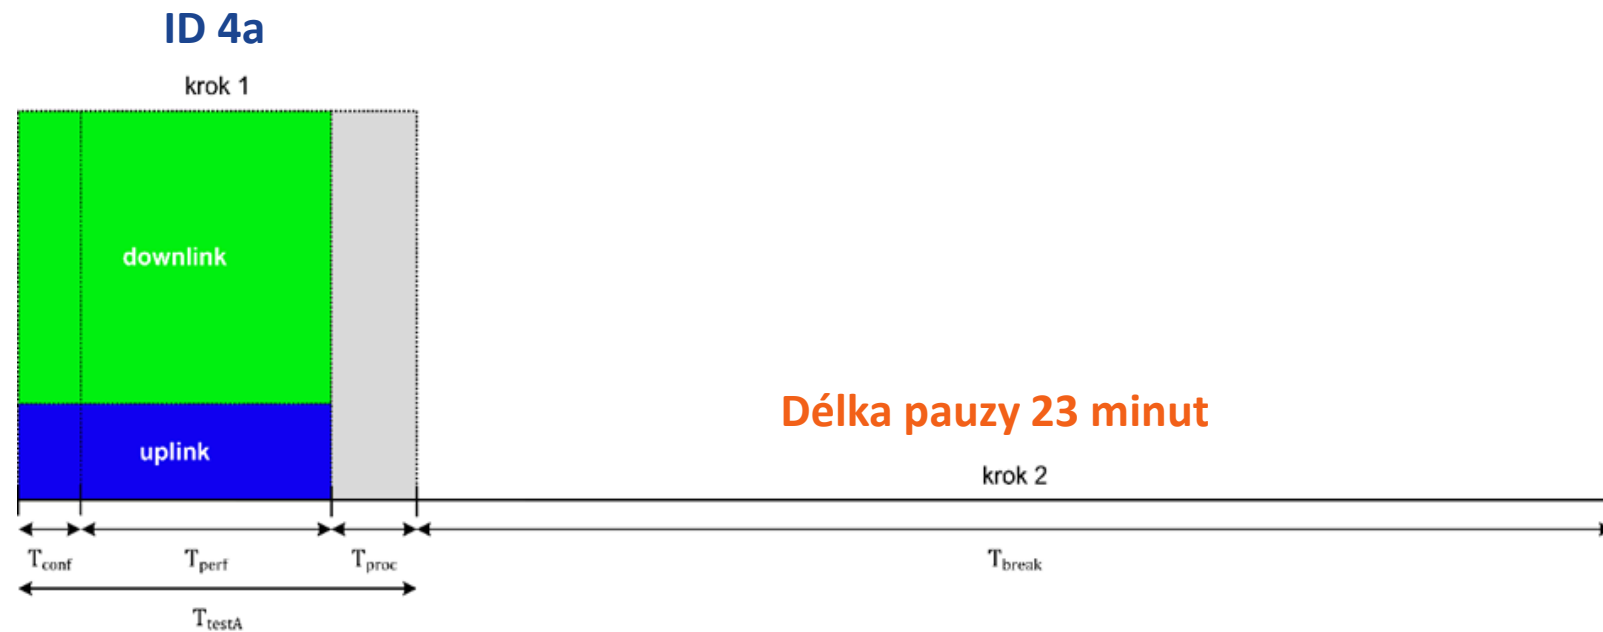 ID 4a
krok 1
downlink
Délka pauzy 23 minut
uplink
krok 2
Tconf
Tperf
Tproc
Tbreak
TtestA